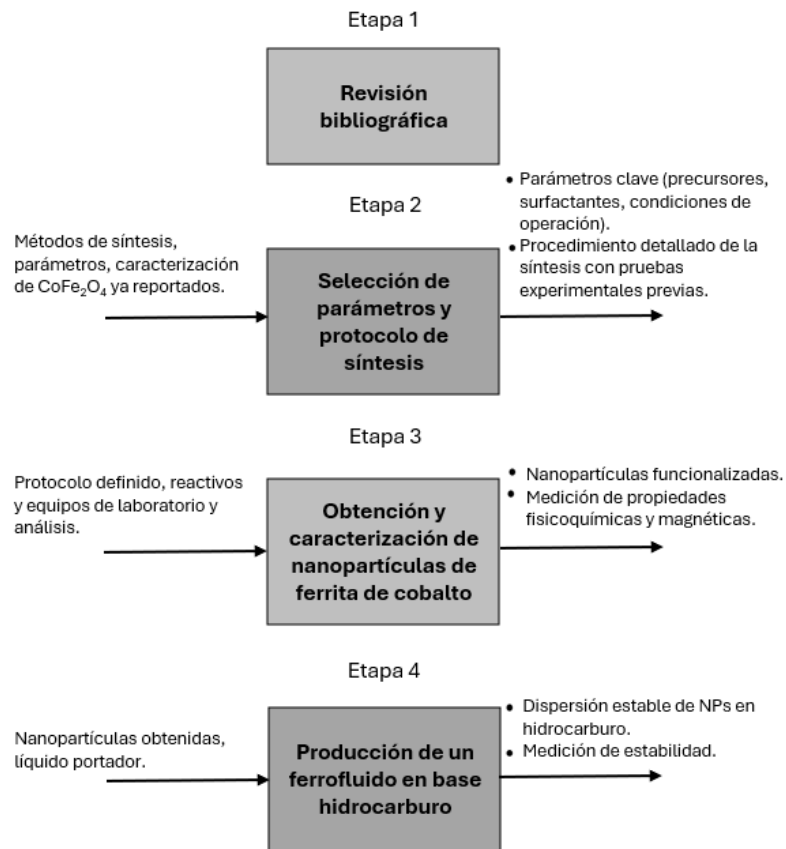 Etapa 1
Revisión
bibliográfica
Etapa 2
Métodos de síntesis,
parámetros, caracterización
de CoFe₂O₄ ya reportados.
Selección de
parámetros y
protocolo de
síntesis
• Parámetros clave (precursores,
surfactantes, condiciones de
operación).
• Procedimiento detallado de la
síntesis con pruebas
experimentales previas.
Etapa 3
Protocolo definido, reactivos
y equipos de laboratorio y
análisis.
Obtención y
caracterización de
nanopartículas de
ferrita de cobalto
• Nanopartículas funcionalizadas.
• Medición de propiedades
fisicoquímicas y magnéticas.
Etapa 4
Nanopartículas obtenidas,
líquido portador.
Producción de un
ferrofluido en base
hidrocarburo
• Dispersión estable de NPs en
hidrocarburo.
• Medición de estabilidad.